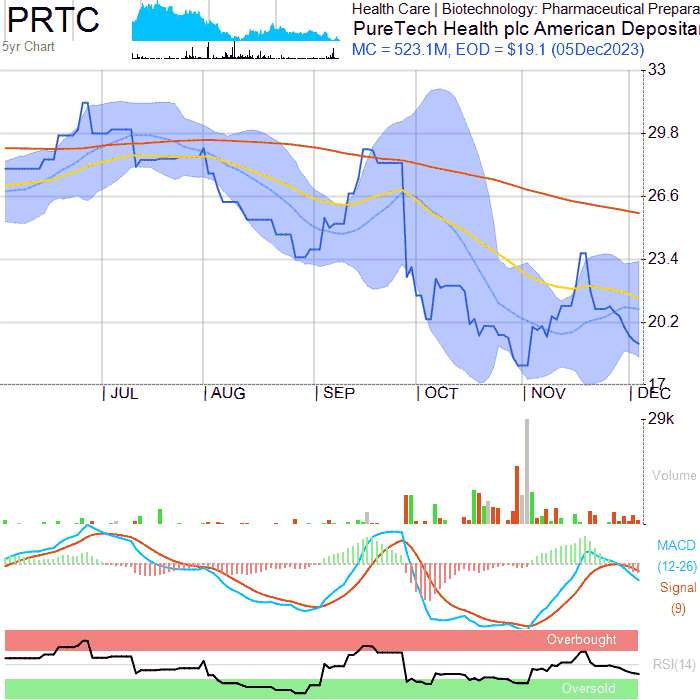 PRTC
5yr Chart
Health Care | Biotechnology: Pharmaceutical Prepara
PureTech Health plc American Depositar
MC = 523.1M, EOD = $19.1 (05Dec2023)
33
29.8
26.6
23.4
20.2
17
JUL
AUG
SEP
OCT
NOV
DEC
29k
Volume
MACD
(12-26)
Signal
(9)
Overbought
RSI(14)
Oversold